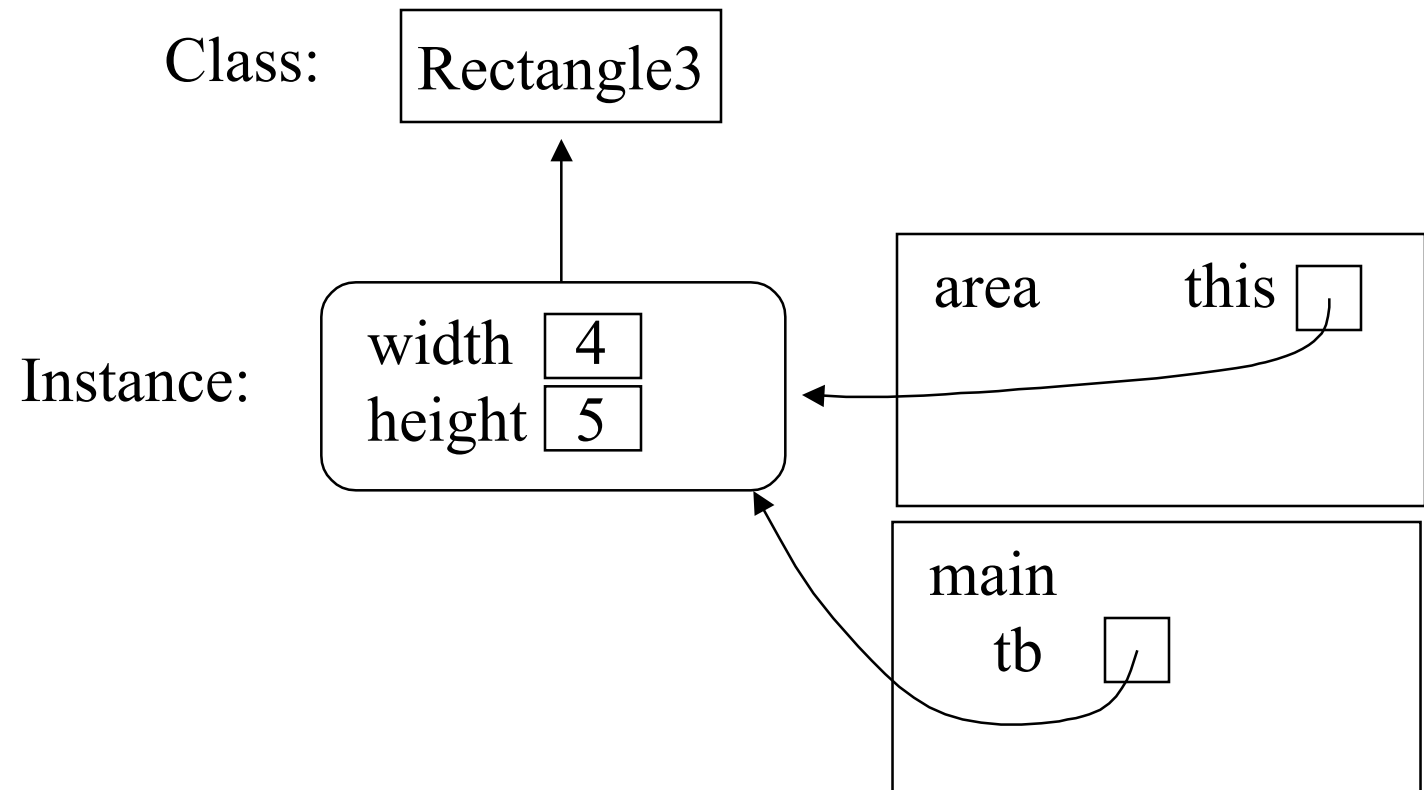 Class: Rectangle3
area this
width 4
Instance:
height 5
main
tb